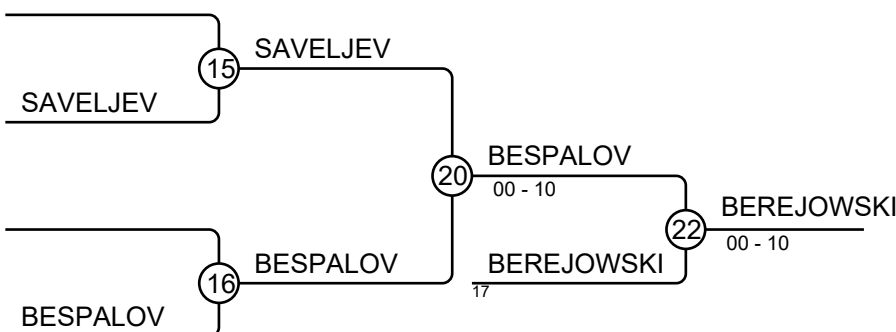 SAVELJEV
15
SAVELJEV
BESPALOV
20
00 - 10
BEREJOWSKI
22
00 - 10
BESPALOV
BEREJOWSKI
16
17
BESPALOV